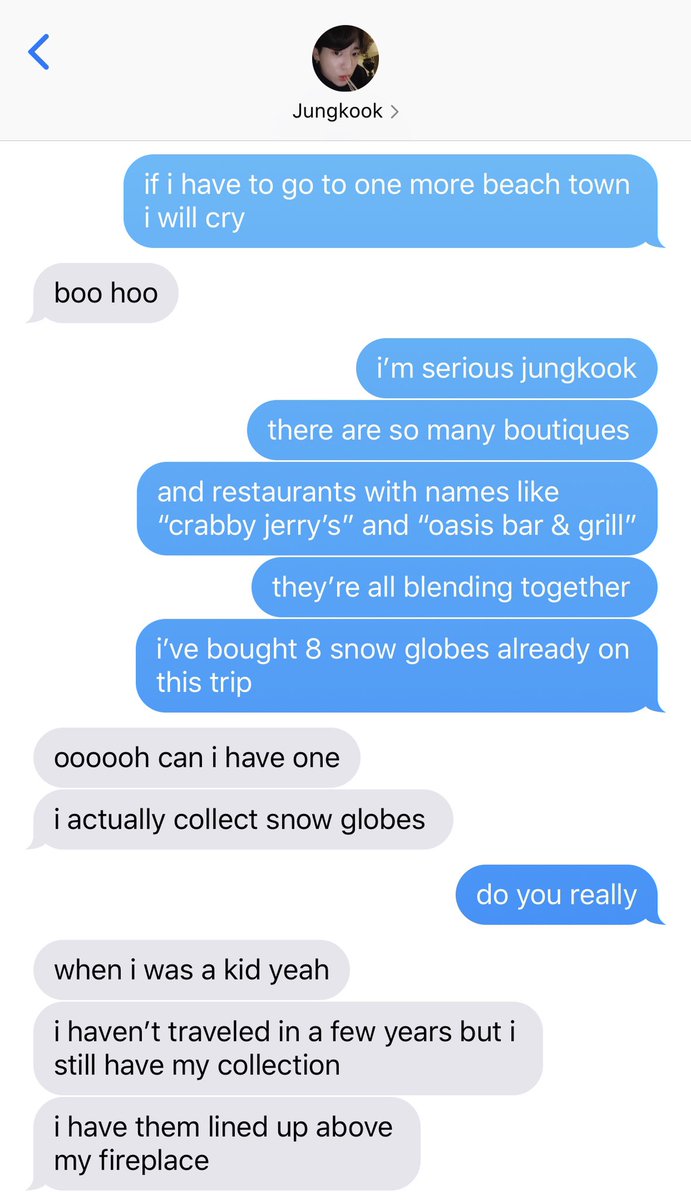 Jungkook
if i have to go to one more beach town
i will cry
boo hoo
i’m serious jungkook
there are so many boutiques
and restaurants with names like
“crabby jerry’s” and “oasis bar & grill”
they’re all blending together
i’ve bought 8 snow globes already on
this trip
oooooh can i have one
i actually collect snow globes
do you really
when i was a kid yeah
i haven’t traveled in a few years but i
still have my collection
i have them lined up above
my fireplace